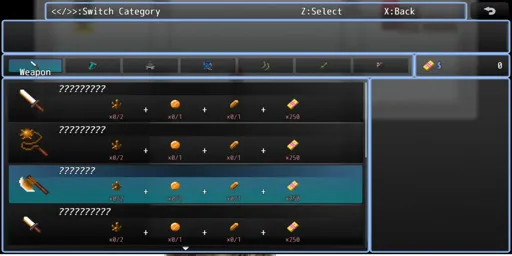 <</>>:Switch Category Z:Select X:Back
Weapon
$ 0
?????????
x0/2 + x0/1 + x0/1 + x250
?????????
x0/2 + x0/1 + x0/1 + x250
???????
+ + +
??????????
x0/2 + x0/1 + x0/1 + x250